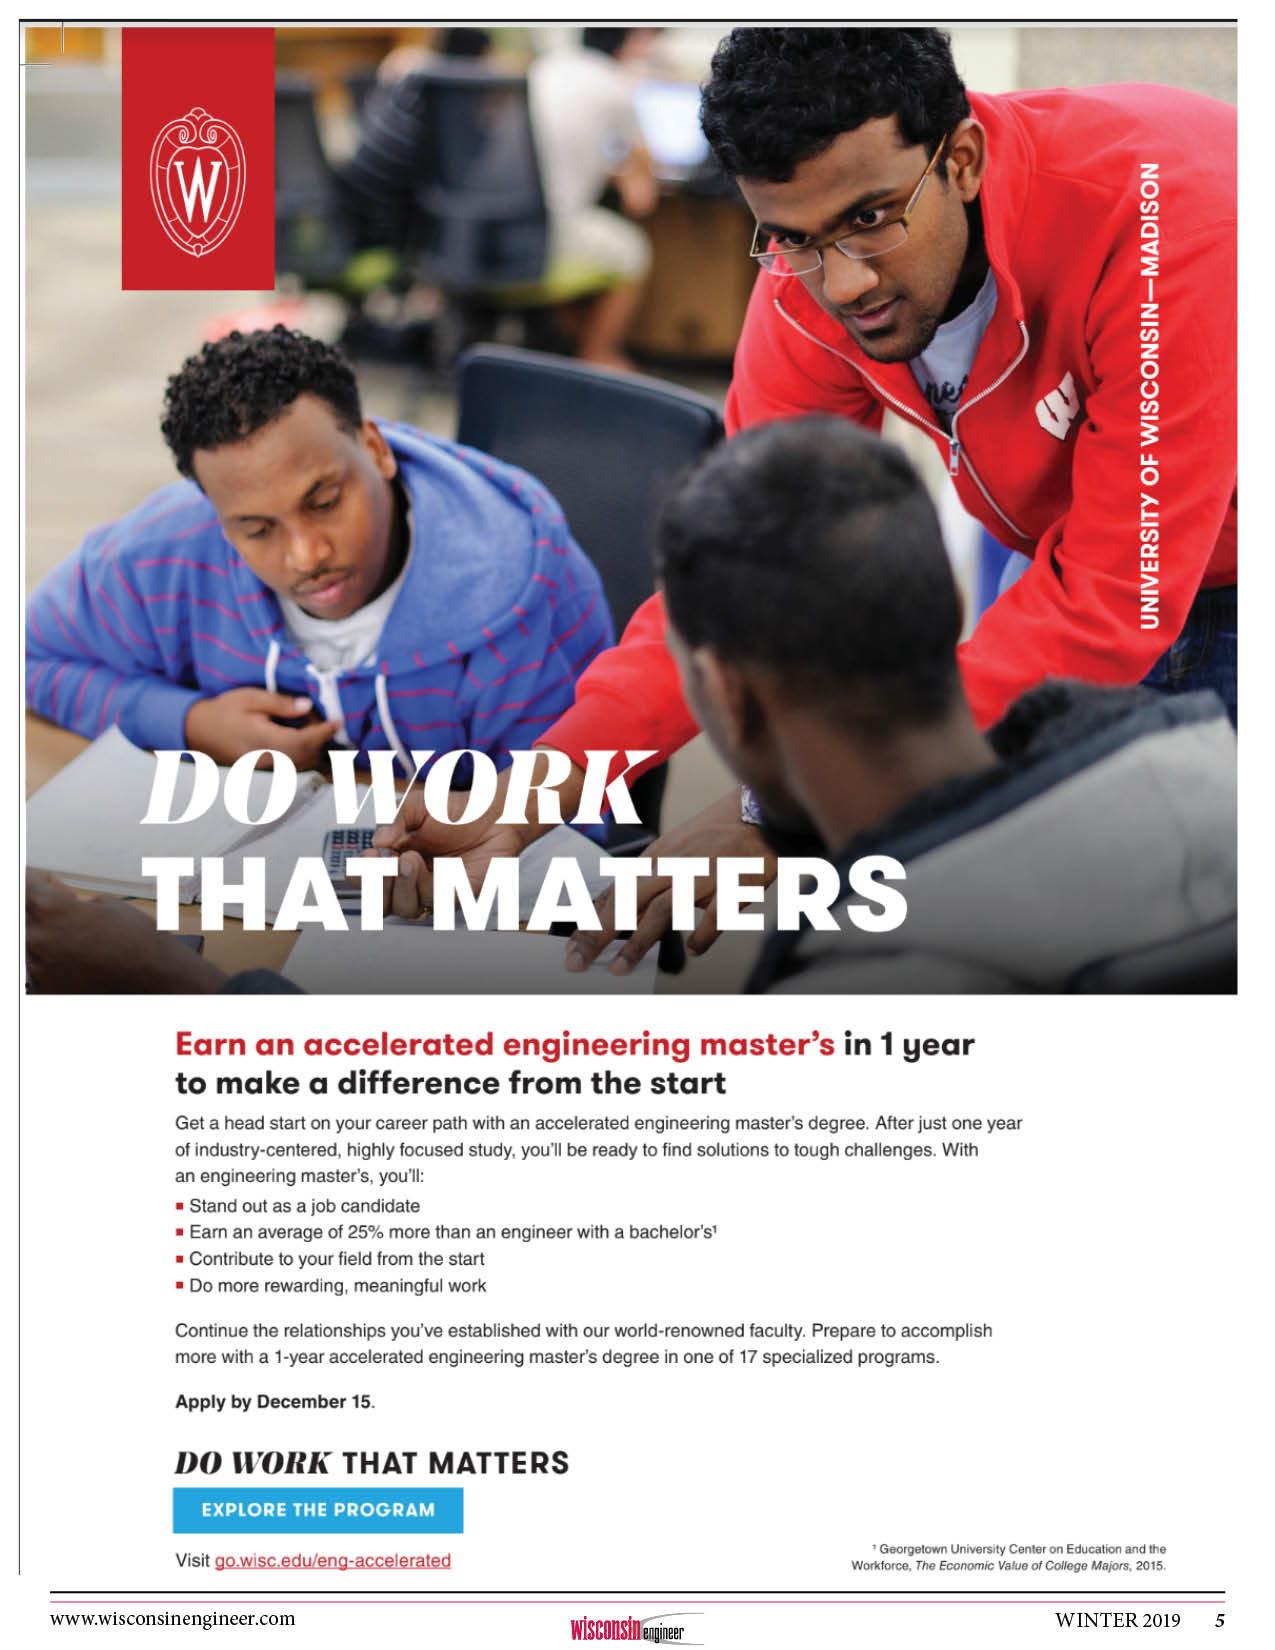 W
UNIVERSITY OF WISCONSIN—MADISON
W
DO WORK
THAT MATTERS
Earn an accelerated engineering master’s in 1 year
to make a difference from the start
Get a head start on your career path with an accelerated engineering master’s degree. After just one year
of industry-centered, highly focused study, you’ll be ready to find solutions to tough challenges. With
an engineering master’s, you’ll:
▪ Stand out as a job candidate
▪ Earn an average of 25% more than an engineer with a bachelor’s¹
▪ Contribute to your field from the start
▪ Do more rewarding, meaningful work
Continue the relationships you’ve established with our world-renowned faculty. Prepare to accomplish
more with a 1-year accelerated engineering master’s degree in one of 17 specialized programs.
Apply by December 15.
DO WORK THAT MATTERS
EXPLORE THE PROGRAM
Visit go.wisc.edu/eng-accelerated
¹ Georgetown University Center on Education and the
Workforce, The Economic Value of College Majors, 2015.
www.wisconsinengineer.com
wisconsin engineer
WINTER 2019 5